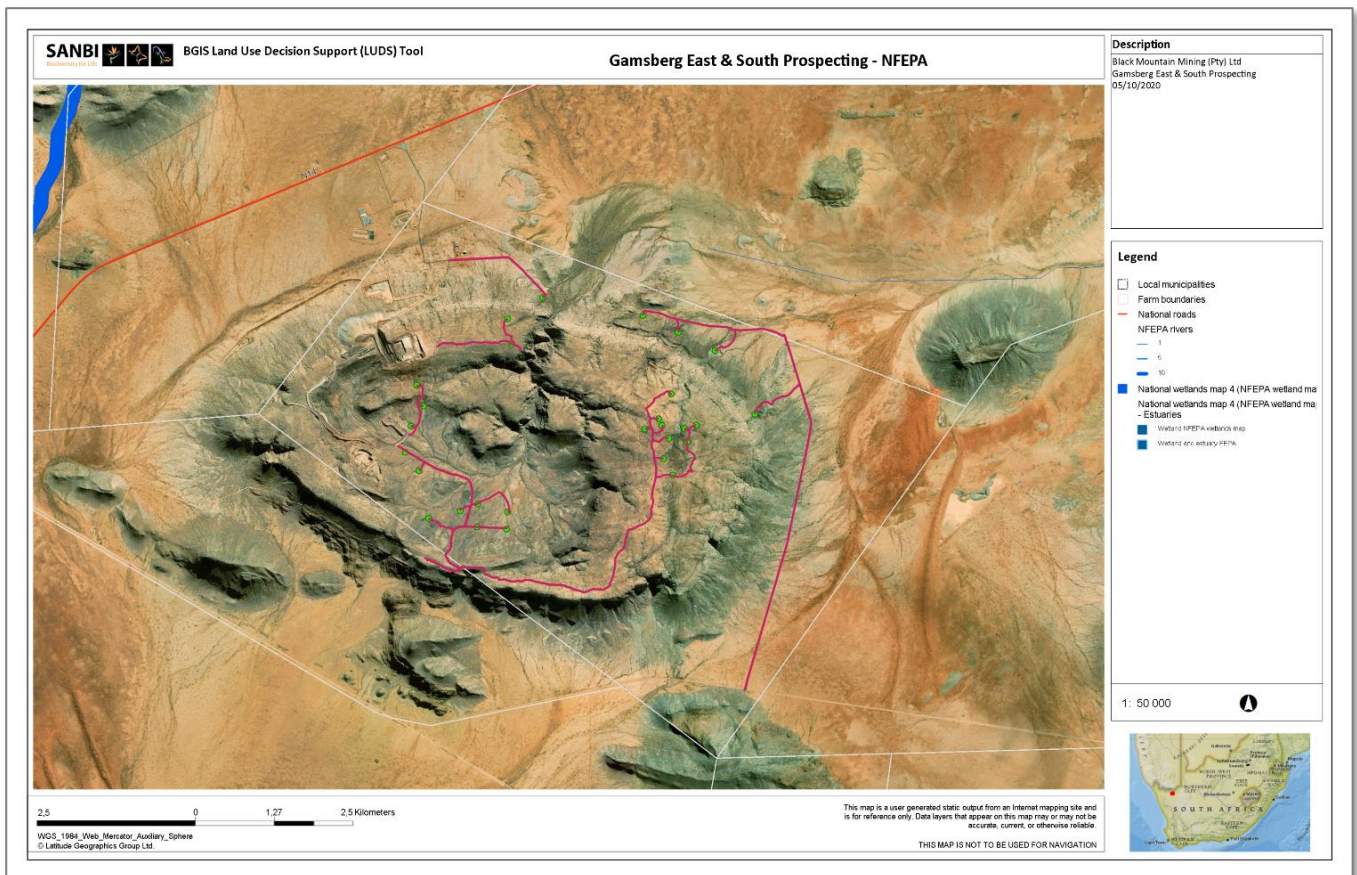 SANBI
Biodiversity for Life
BGIS Land Use Decision Support (LUDS) Tool
Gamsberg East & South Prospecting - NFEPA
Description
Black Mountain Mining (Pty) Ltd
Gamsberg East & South Prospecting
05/10/2020
N14
Legend
Local municipalities
Farm boundaries
National roads
NFEPA rivers
1
5
10
National wetlands map 4 (NFEPA wetland ma
National wetlands map 4 (NFEPA wetland ma
- Estuaries
Wetland NFEPA wetlands map
Wetland and estuary FEPA
1: 50 000
SOUTH AFRICA
2,5
0
1,27
2,5 Kilometers
WGS_1984_Web_Mercator_Auxiliary_Sphere
© Latitude Geographics Group Ltd.
This map is a user generated static output from an Internet mapping site and
is for reference only. Data layers that appear on this map may or may not be
accurate, current, or otherwise reliable.
THIS MAP IS NOT TO BE USED FOR NAVIGATION